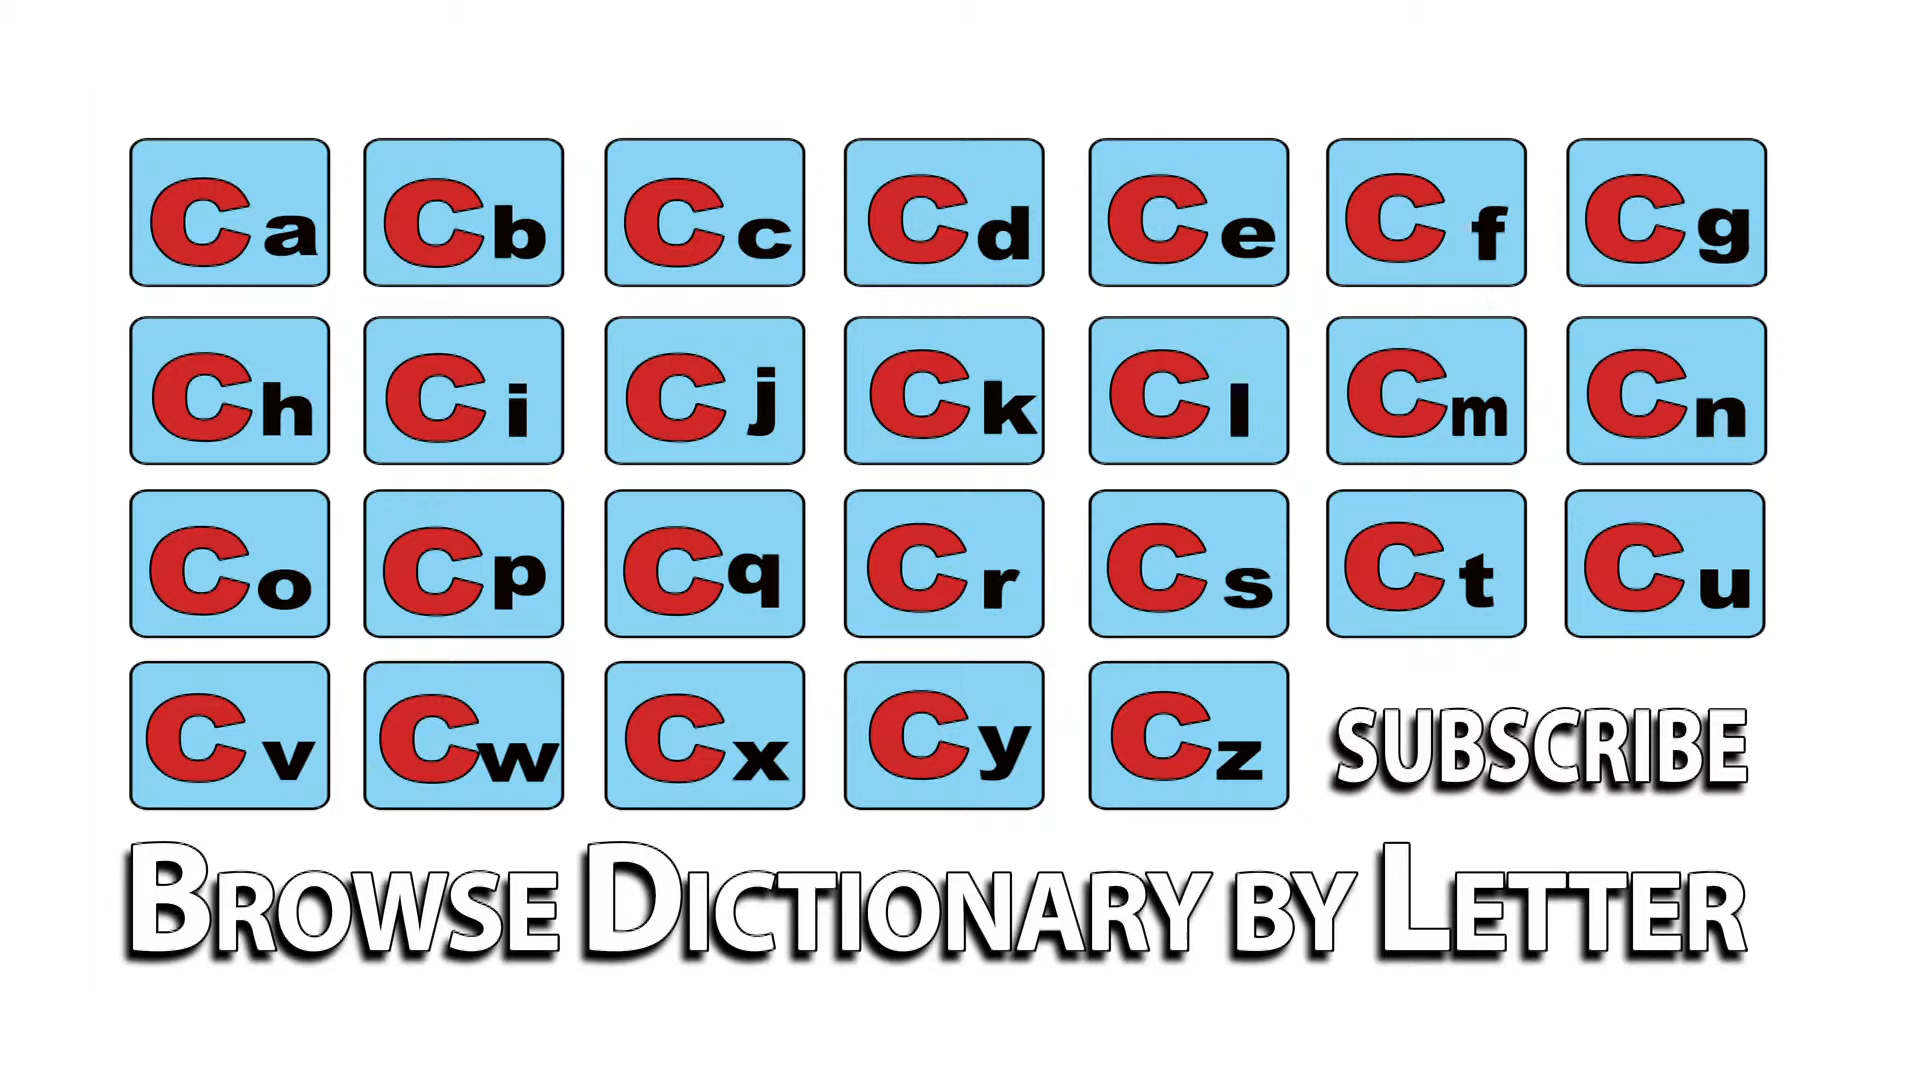 Ca Cb Cc Cd Ce Cf Cg
Ch Ci Cj Ck Cl Cm Cn
Co Cp Cq Cr Cs Ct Cu
Cv Cw Cx Cy Cz SUBSCRIBE
BROWSE DICTIONARY BY LETTER